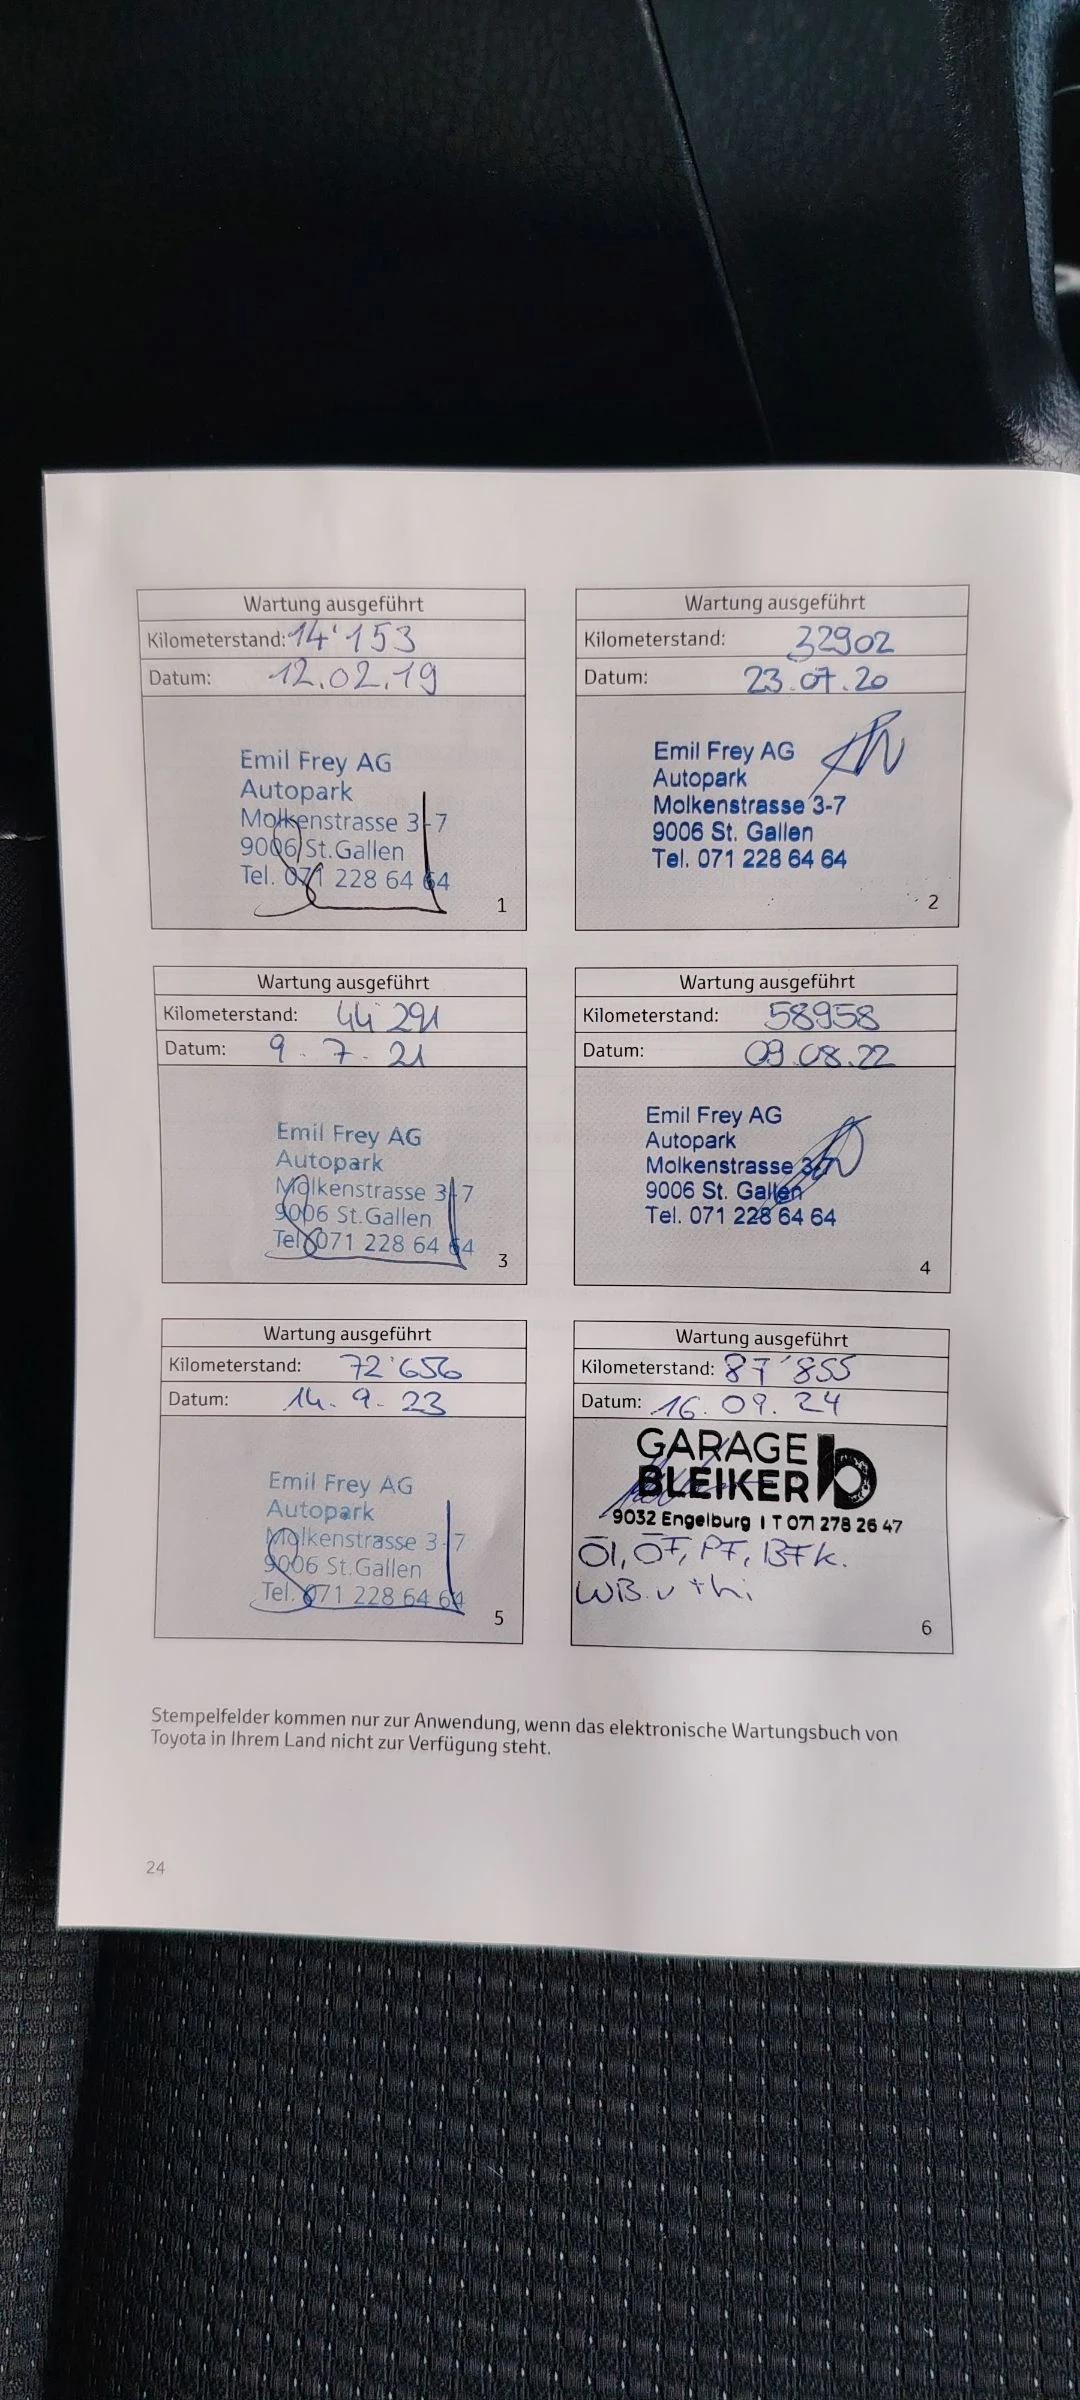 Wartung ausgeführt
Kilometerstand: 14'153
Datum: 12.02.19
Emil Frey AG
Autopark
Molkenstrasse 3-7
9006 St.Gallen
Tel. 071 228 64 64
1
Wartung ausgeführt
Kilometerstand: 32902
Datum: 23.07.20
Emil Frey AG
Autopark
Molkenstrasse 3-7
9006 St. Gallen
Tel. 071 228 64 64
2
Wartung ausgeführt
Kilometerstand: 44'291
Datum: 9.7.21
Emil Frey AG
Autopark
Molkenstrasse 3-7
9006 St.Gallen
Tel. 071 228 64 64
3
Wartung ausgeführt
Kilometerstand: 58958
Datum: 09.08.22
Emil Frey AG
Autopark
Molkenstrasse 3-7
9006 St. Gallen
Tel. 071 228 64 64
4
Wartung ausgeführt
Kilometerstand: 72'656
Datum: 14.9.23
Emil Frey AG
Autopark
Molkenstrasse 3-7
9006 St.Gallen
Tel. 071 228 64 64
5
Wartung ausgeführt
Kilometerstand: 87'855
Datum: 16.09.24
GARAGE
BLEIKER b
9032 Engelburg I T 071 278 26 47
Öl, ÖF, PF, BFK.
WB. v + hi
6
Stempelfelder kommen nur zur Anwendung, wenn das elektronische Wartungsbuch von
Toyota in Ihrem Land nicht zur Verfügung steht.
24